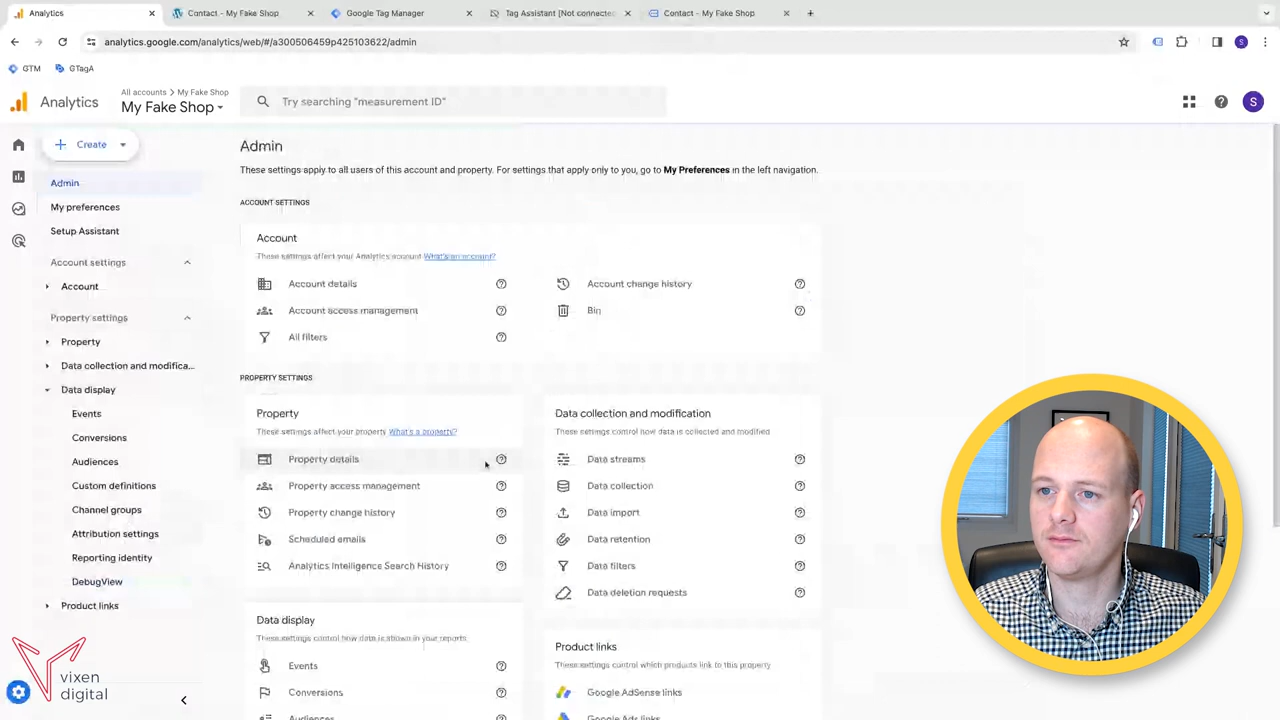 Analytics
Contact - My Fake Shop
Google Tag Manager
Tag Assistant [Not connecte
Contact - My Fake Shop
analytics.google.com/analytics/web/#/a300506459p425103622/admin
S
GTM
GTagA
Analytics
All accounts > My Fake Shop
My Fake Shop
Try searching "measurement ID"
S
Create
Admin
My preferences
Setup Assistant
Account settings
Account
Property settings
Property
Data collection and modifica...
Data display
Events
Conversions
Audiences
Custom definitions
Channel groups
Attribution settings
Reporting identity
DebugView
Product links
Admin
These settings apply to all users of this account and property. For settings that apply only to you, go to My Preferences in the left navigation.
ACCOUNT SETTINGS
Account
These settings affect your Analytics account What's an account?
Account details
Account access management
All filters
Account change history
Bin
PROPERTY SETTINGS
Property
These settings affect your property What's a property?
Property details
Property access management
Property change history
Scheduled emails
Analytics Intelligence Search History
Data collection and modification
These settings control how data is collected and modified
Data streams
Data collection
Data import
Data retention
Data filters
Data deletion requests
Data display
These settings control how data is shown in your reports
Events
Conversions
Audiences
Product links
These settings control which products link to this property
Google AdSense links
Google Ads links
vixen
digital